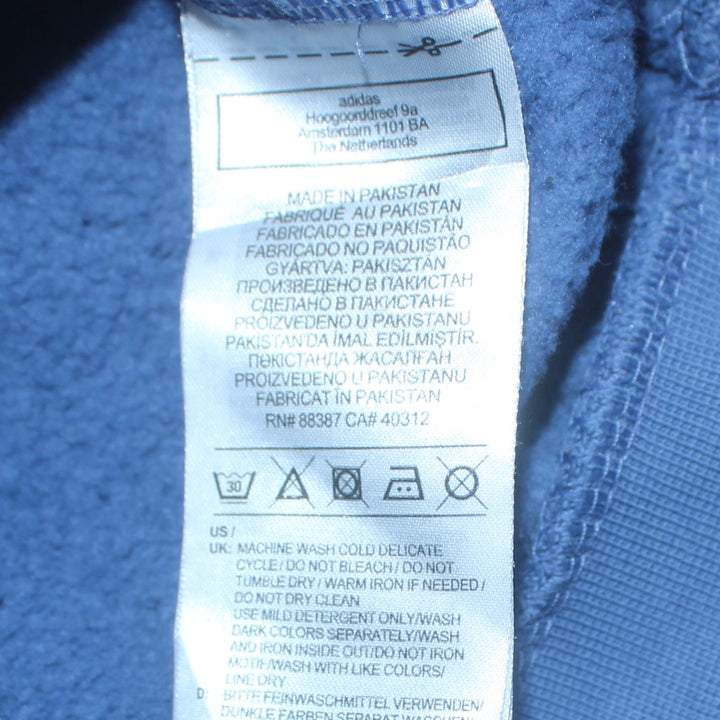 adidas
Hoogoorddreef 9a
Amsterdam 1101 BA
The Netherlands
MADE IN PAKISTAN
FABRIQUÉ AU PAKISTAN
FABRICADO EN PAKISTÁN
FABRICADO NO PAQUISTÃO
GYÁRTVA: PAKISZTÁN
ПРОИЗВЕДЕНО В ПАКИСТАН
СДЕЛАНО В ПАКИСТАНЕ
PROIZVEDENO U PAKISTANU
PAKISTAN'DA İMAL EDİLMİŞTİR.
ПӘКІСТАНДА ЖАСАЛҒАН
PROIZVEDENO U PAKISTANU
FABRICAT ÎN PAKISTAN
RN# 88387 CA# 40312
30
US /
UK: MACHINE WASH COLD DELICATE
CYCLE / DO NOT BLEACH / DO NOT
TUMBLE DRY / WARM IRON IF NEEDED /
DO NOT DRY CLEAN
USE MILD DETERGENT ONLY/WASH
DARK COLORS SEPARATELY/WASH
AND IRON INSIDE OUT/DO NOT IRON
MOTIF/WASH WITH LIKE COLORS/
LINE DRY
D: BITTE FEINWASCHMITTEL VERWENDEN/
DUNKLE FARBEN SEPARAT WASCHEN/